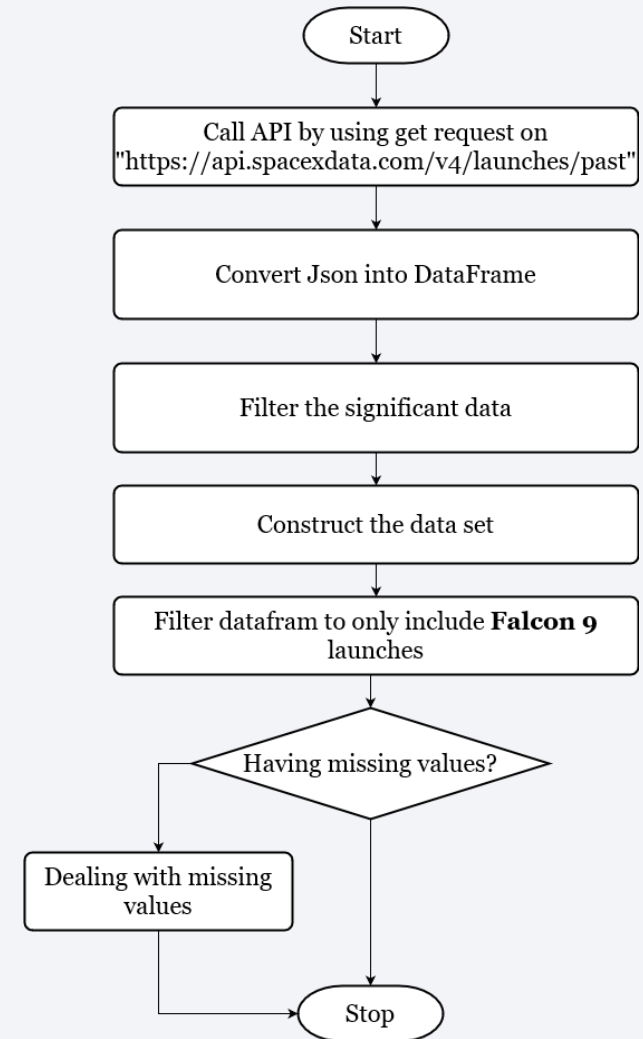 Start
Call API by using get request on
"https://api.spacexdata.com/v4/launches/past"
Convert Json into DataFrame
Filter the significant data
Construct the data set
Filter datafram to only include Falcon 9
launches
Having missing values?
Dealing with missing
values
Stop